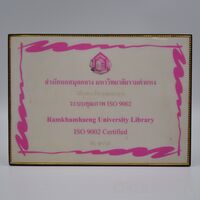 สำนักหอสมุดกลาง มหาวิทยาลัยรามคำแหง
ระบบคุณภาพ ISO 9002
Ramkhamhaeng University Library
ISO 9002 Certified